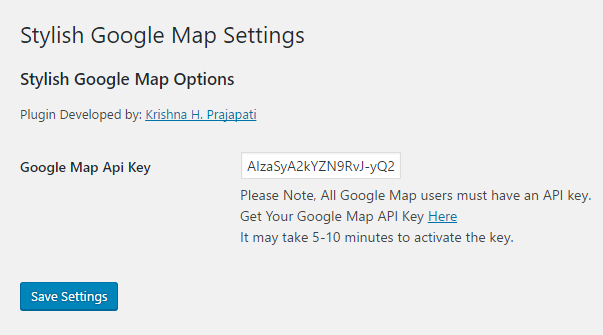 Stylish Google Map Settings
Stylish Google Map Options
Plugin Developed by: Krishna H. Prajapati
Google Map Api Key
AIzaSyA2kYZN9RvJ-yQ2
Please Note, All Google Map users must have an API key.
Get Your Google Map API Key Here
It may take 5-10 minutes to activate the key.
Save Settings